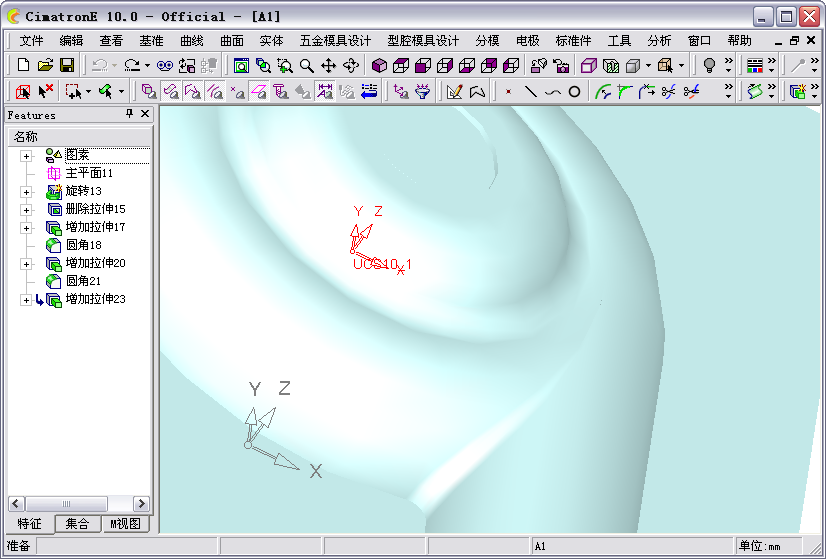 CimatronE 10.0 - Official - [A1]
文件 编辑 查看 基准 曲线 曲面 实体 五金模具设计 型腔模具设计 分模 电极 标准件 工具 分析 窗口 帮助
Features
名称
图素
主平面11
旋转13
删除拉伸15
增加拉伸17
圆角18
增加拉伸20
圆角21
增加拉伸23
Y Z
UCS10_1
X
Y Z
X
特征 集合 M视图
准备 A1 单位:mm